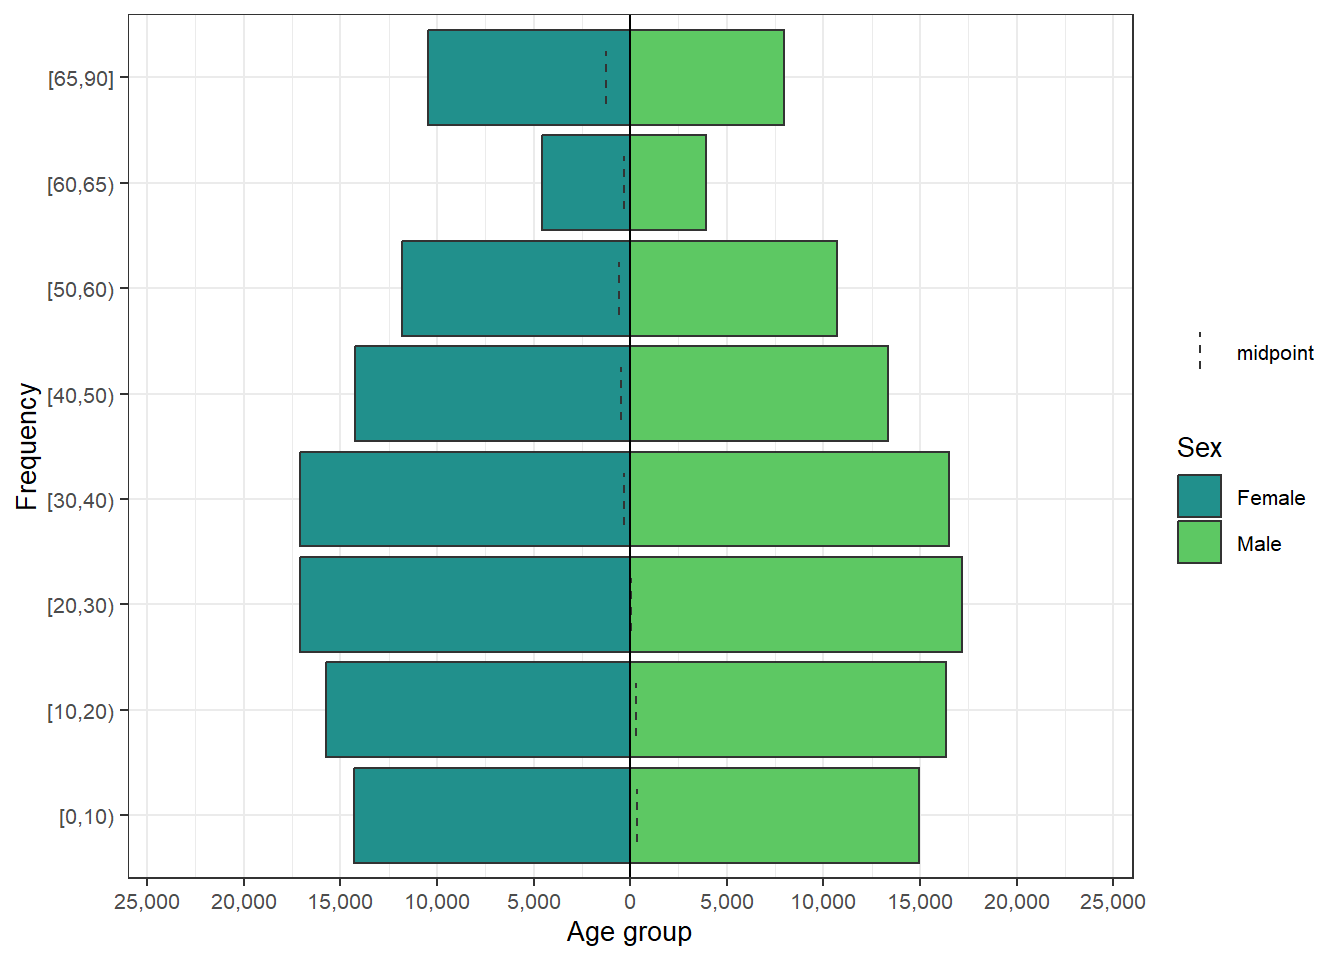 [65,90]
[60,65)
[50,60)
[40,50)
[30,40)
[20,30)
[10,20)
[0,10)
Frequency
25,000 20,000 15,000 10,000 5,000 0 5,000 10,000 15,000 20,000 25,000
Age group
midpoint
Sex
Female
Male